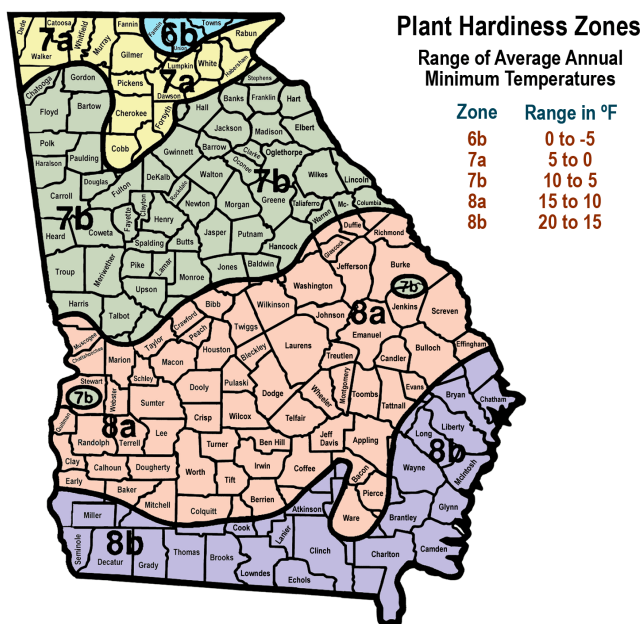 Plant Hardiness Zones
Range of Average Annual
Minimum Temperatures
Zone Range in ºF
6b 0 to -5
7a 5 to 0
7b 10 to 5
8a 15 to 10
8b 20 to 15
Dade
Catoosa
Whitfield
Murray
Fannin
Fannin
Union
Towns
Rabun
6b
7a
Walker
Gilmer
Lumpkin
White
Habersham
7a
Chatooga
Gordon
Pickens
Dawson
Stephens
Floyd
Bartow
Cherokee
Forsyth
Hall
Banks
Franklin
Hart
Polk
Cobb
Jackson
Madison
Elbert
Haralson
Paulding
Gwinnett
Barrow
Clarke
Oconee
Oglethorpe
Douglas
Fulton
DeKalb
Rockdale
Walton
Wilkes
Lincoln
Carroll
Clayton
Newton
Morgan
Greene
Taliaferro
Mc-
Columbia
7b
7b
Fayette
Henry
Warren
Duffie
Heard
Coweta
Spalding
Butts
Jasper
Putnam
Hancock
Richmond
Glascock
Troup
Meriwether
Pike
Lamar
Monroe
Jones
Baldwin
Jefferson
Burke
Upson
Washington
7b
Harris
Talbot
Bibb
Wilkinson
8a
Jenkins
Screven
Crawford
Johnson
Muscogee
Taylor
Peach
Twiggs
Emanuel
Chattahoochee
Marion
Macon
Houston
Bleckley
Laurens
Treutlen
Candler
Bulloch
Effingham
Stewart
Schley
Dooly
Pulaski
Dodge
Wheeler
Montgomery
Toombs
Evans
Bryan
Chatham
7b
Webster
Sumter
Tattnall
Quitman
8a
Crisp
Wilcox
Telfair
Liberty
Randolph
Terrell
Lee
Turner
Ben Hill
Jeff
Davis
Appling
Long
8b
Clay
Calhoun
Dougherty
Worth
Irwin
Coffee
Bacon
Wayne
McIntosh
Early
Baker
Tift
Pierce
Mitchell
Berrien
Glynn
Miller
Colquitt
Atkinson
Ware
Brantley
Cook
Lanier
Seminole
8b
Decatur
Grady
Thomas
Brooks
Lowndes
Clinch
Charlton
Camden
Echols